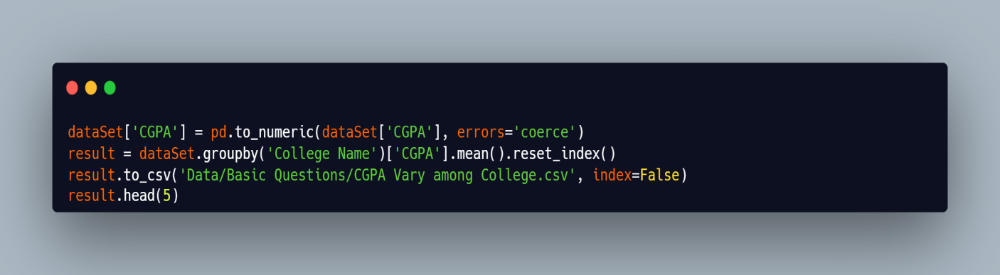 dataSet['CGPA'] = pd.to_numeric(dataSet['CGPA'], errors='coerce')
result = dataSet.groupby('College Name')['CGPA'].mean().reset_index()
result.to_csv('Data/Basic Questions/CGPA Vary among College.csv', index=False)
result.head(5)